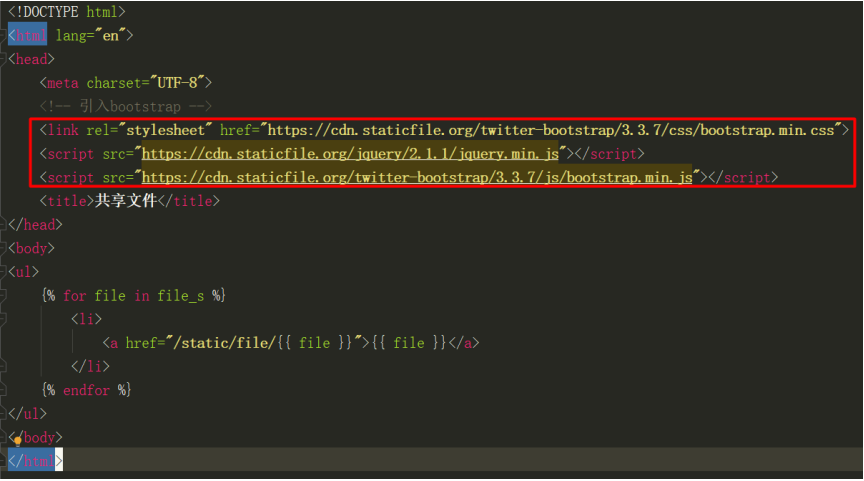 <!DOCTYPE html>
<html lang="en">
<head>
<meta charset="UTF-8">
<!-- 引入bootstrap -->
<link rel="stylesheet" href="https://cdn.staticfile.org/twitter-bootstrap/3.3.7/css/bootstrap.min.css">
<script src="https://cdn.staticfile.org/jquery/2.1.1/jquery.min.js"></script>
<script src="https://cdn.staticfile.org/twitter-bootstrap/3.3.7/js/bootstrap.min.js"></script>
<title>共享文件</title>
</head>
<body>
<ul>
{% for file in file_s %}
<li>
<a href="/static/file/{{ file }}">{{ file }}</a>
</li>
{% endfor %}
</ul>
</body>
</html>